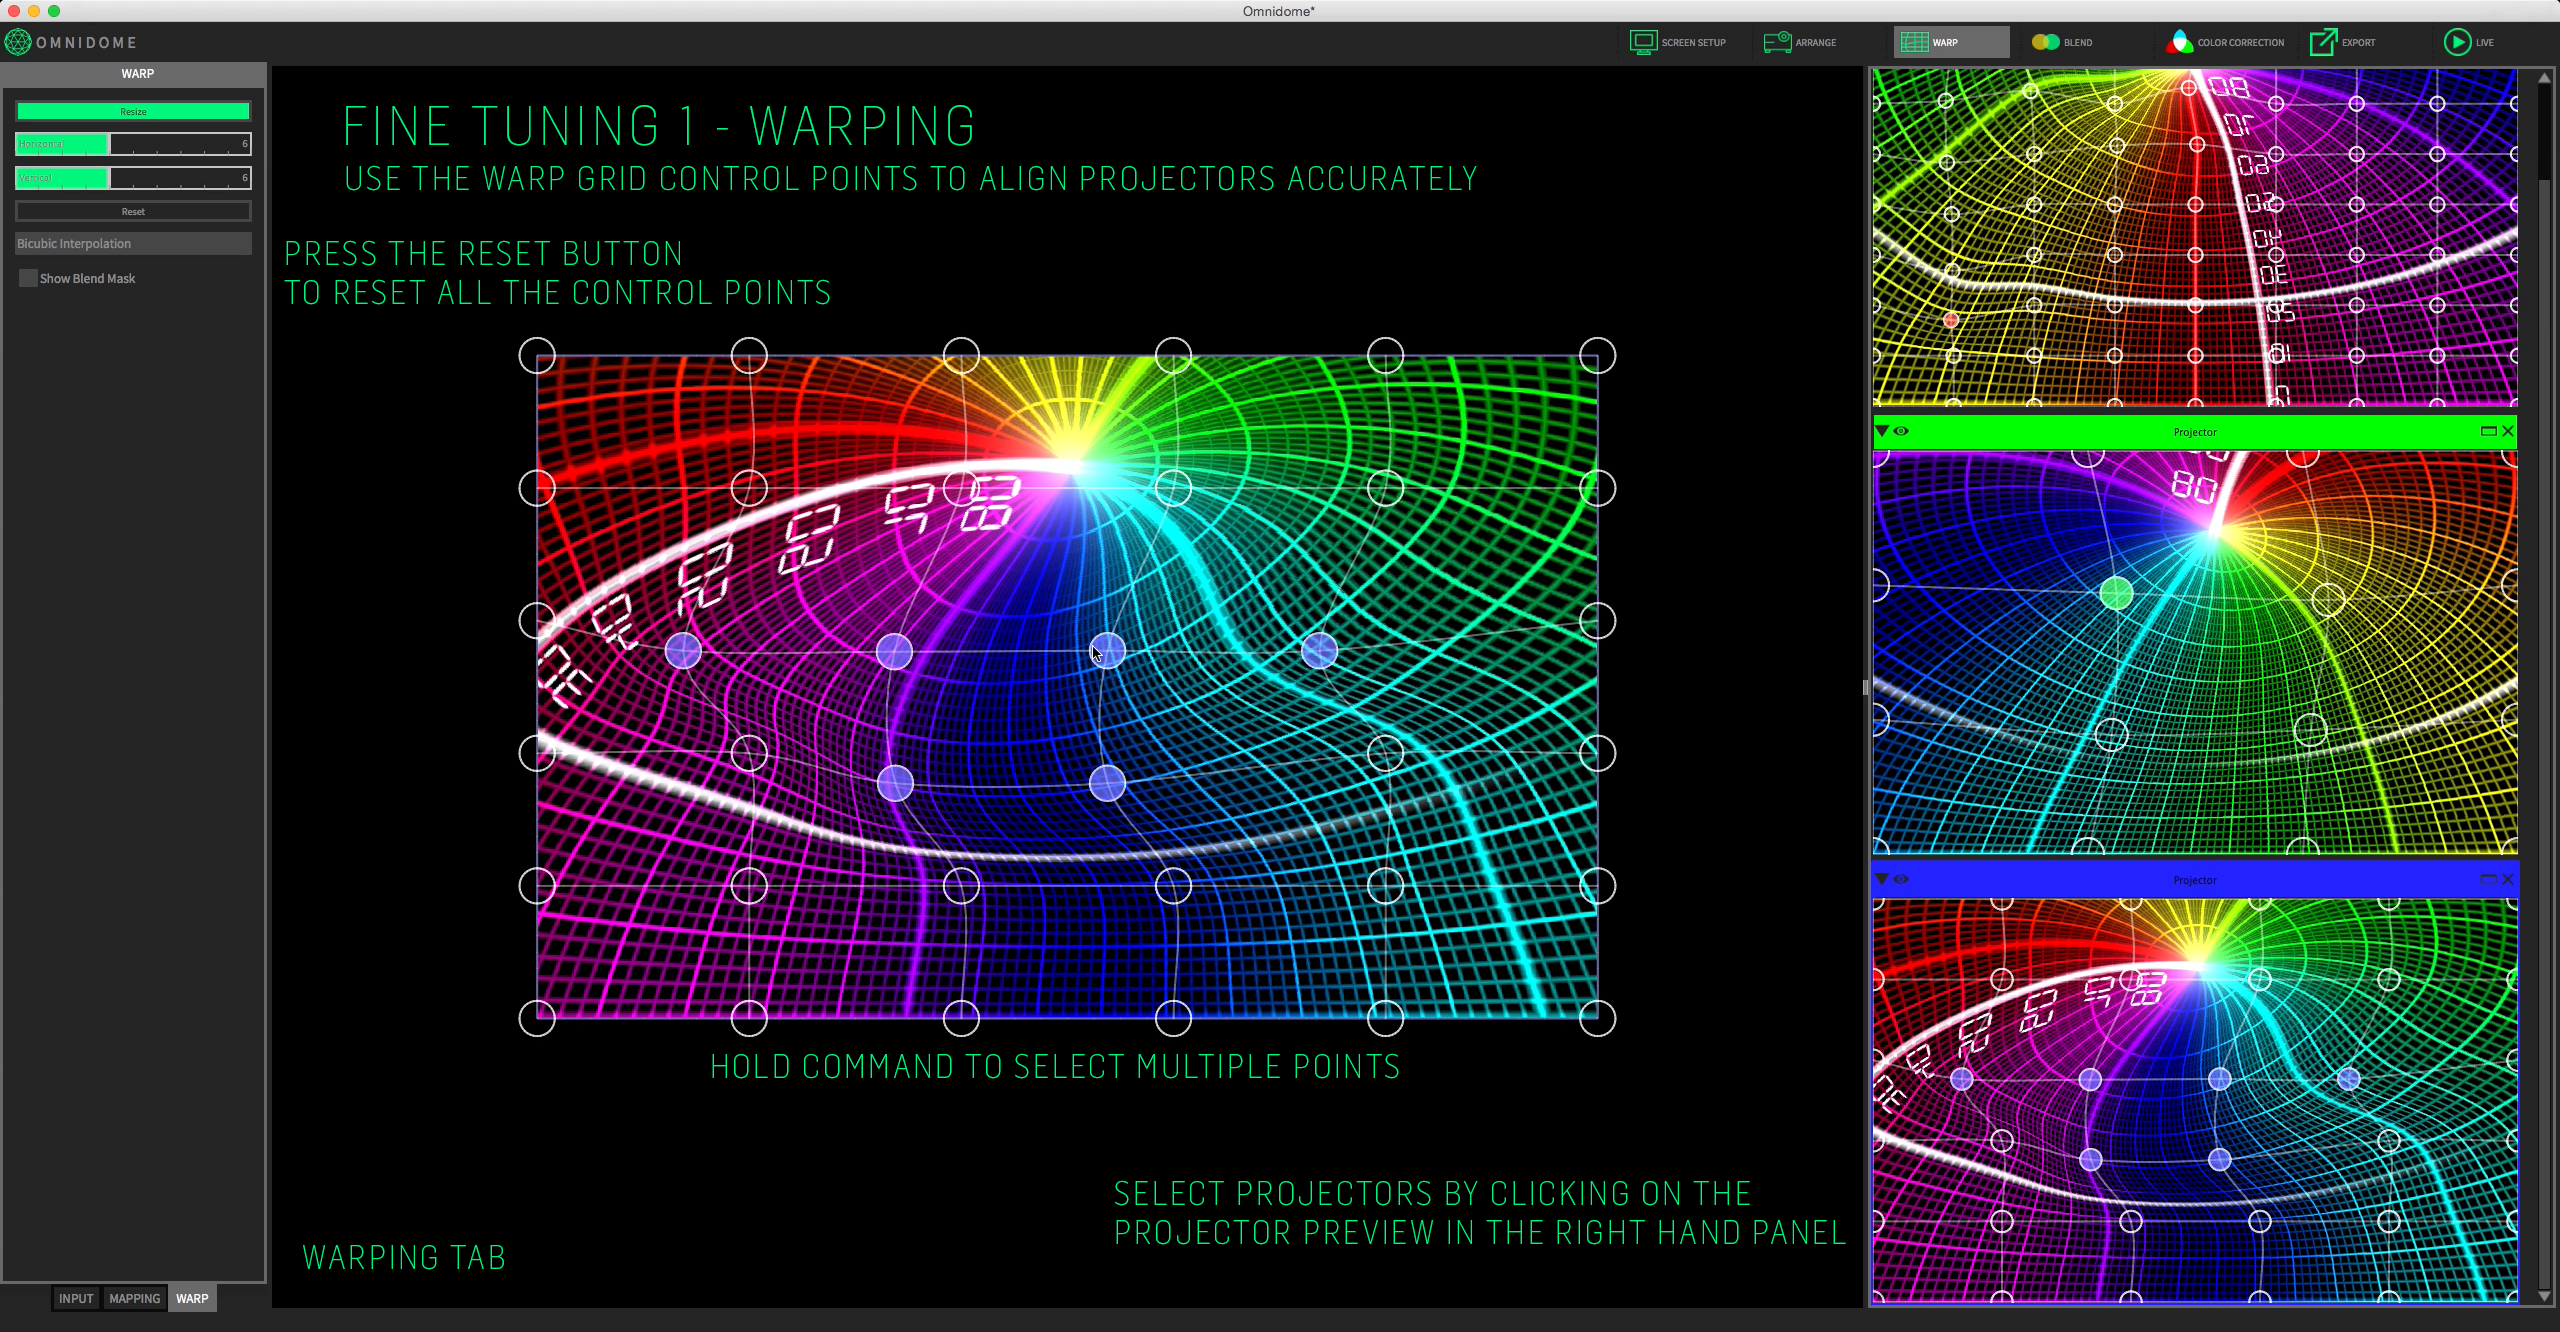 Omnidome*
OMNIDOME
SCREEN SETUP
ARRANGE
WARP
BLEND
COLOR CORRECTION
EXPORT
LIVE
WARP
Resize
Horizontal 6
Vertical 6
Reset
Bicubic Interpolation
Show Blend Mask
FINE TUNING 1 - WARPING
USE THE WARP GRID CONTROL POINTS TO ALIGN PROJECTORS ACCURATELY
PRESS THE RESET BUTTON
TO RESET ALL THE CONTROL POINTS
HOLD COMMAND TO SELECT MULTIPLE POINTS
SELECT PROJECTORS BY CLICKING ON THE
PROJECTOR PREVIEW IN THE RIGHT HAND PANEL
WARPING TAB
Projector
80
Projector
INPUT
MAPPING
WARP